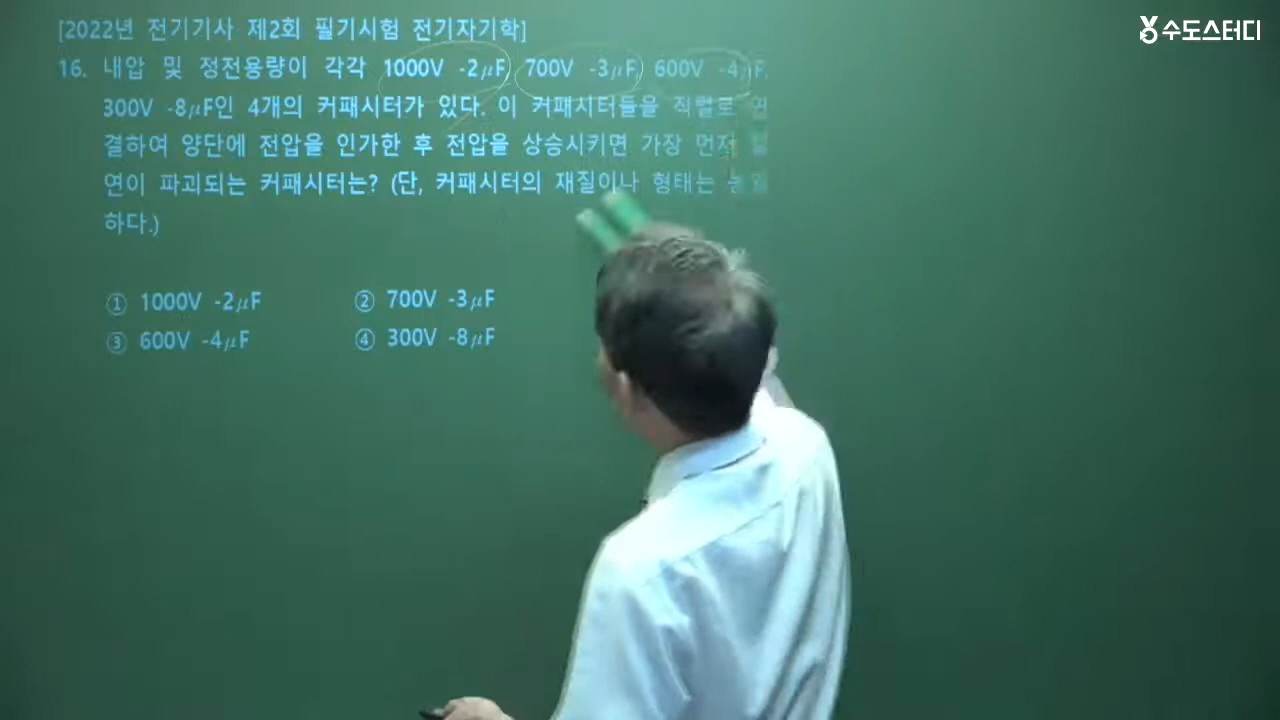 수도스터디
[2022년 전기기사 제2회 필기시험 전기자기학]
16. 내압 및 정전용량이 각각 1000V -2μF, 700V -3μF, 600V -4μF,
300V -8μF인 4개의 커패시터가 있다. 이 커패시터들을 직렬로 연
결하여 양단에 전압을 인가한 후 전압을 상승시키면 가장 먼저 절
연이 파괴되는 커패시터는? (단, 커패시터의 재질이나 형태는 동일
하다.)
① 1000V -2μF ② 700V -3μF
③ 600V -4μF ④ 300V -8μF